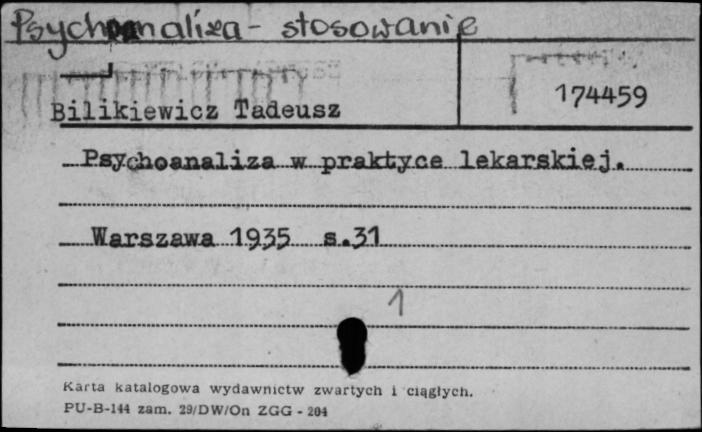 Psychoanaliza - stosowanie
174459
Bilikiewicz Tadeusz
Psychoanaliza w praktyce lekarskiej.
Warszawa 1935 s.31
1
Karta katalogowa wydawnictw zwartych i ciągłych.
PU-B-144 zam. 29/DW/On ZGG - 204